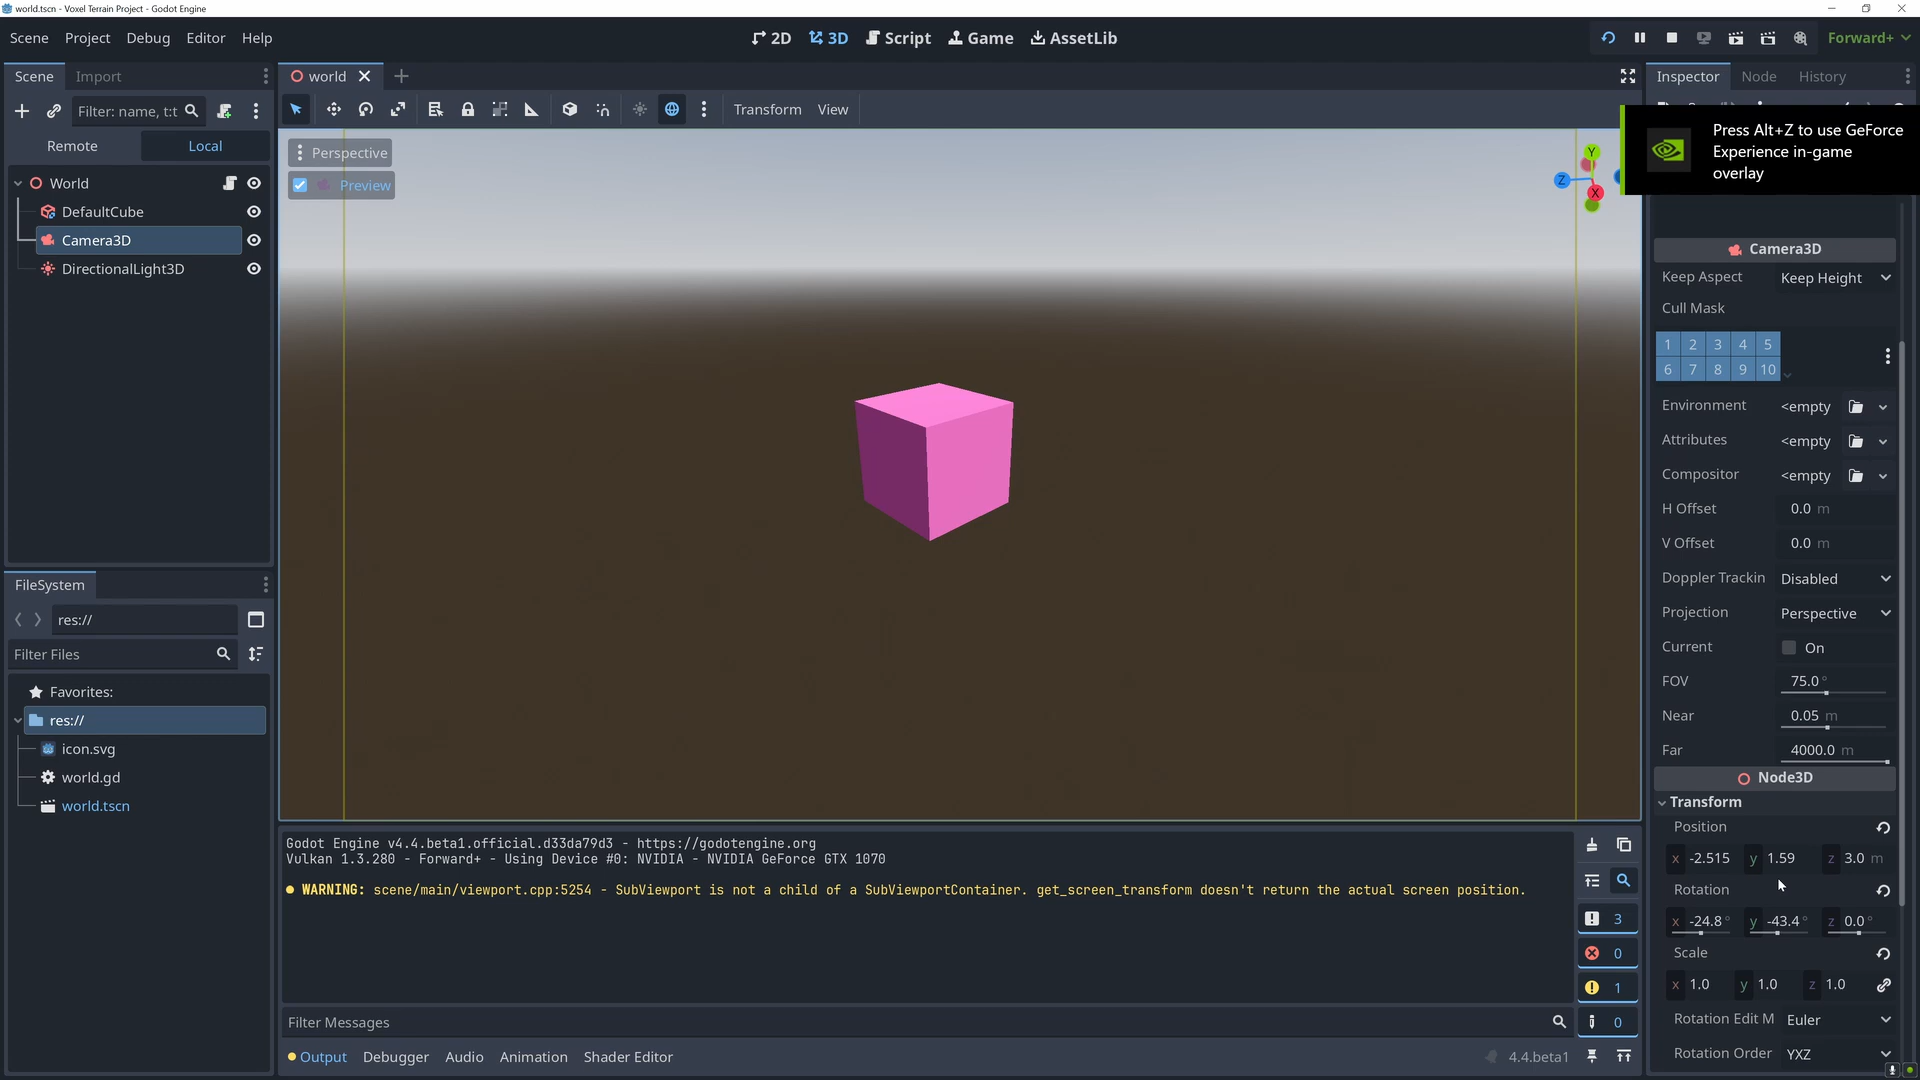 world.tscn - Voxel Terrain Project - Godot Engine
Scene Project Debug Editor Help
2D 3D Script Game AssetLib
Forward+
Scene Import
Filter: name, t:t
Remote Local
World
DefaultCube
Camera3D
DirectionalLight3D
FileSystem
res://
Filter Files
Favorites:
res://
icon.svg
world.gd
world.tscn
world
Transform View
Perspective
Preview
Y
Z
X
Godot Engine v4.4.beta1.official.d33da79d3 - https://godotengine.org
Vulkan 1.3.280 - Forward+ - Using Device #0: NVIDIA - NVIDIA GeForce GTX 1070
WARNING: scene/main/viewport.cpp:5254 - SubViewport is not a child of a SubViewportContainer. get_screen_transform doesn't return the actual screen position.
3
0
1
0
Filter Messages
Output Debugger Audio Animation Shader Editor
4.4.beta1
Inspector Node History
Press Alt+Z to use GeForce
Experience in-game
overlay
Camera3D
Keep Aspect Keep Height
Cull Mask
1 2 3 4 5
6 7 8 9 10
Environment <empty
Attributes <empty
Compositor <empty
H Offset 0.0 m
V Offset 0.0 m
Doppler Trackin Disabled
Projection Perspective
Current On
FOV 75.0 °
Near 0.05 m
Far 4000.0 m
Node3D
Transform
Position
x -2.515 y 1.59 z 3.0 m
Rotation
x -24.8 ° y -43.4 ° z 0.0 °
Scale
x 1.0 y 1.0 z 1.0
Rotation Edit M Euler
Rotation Order YXZ